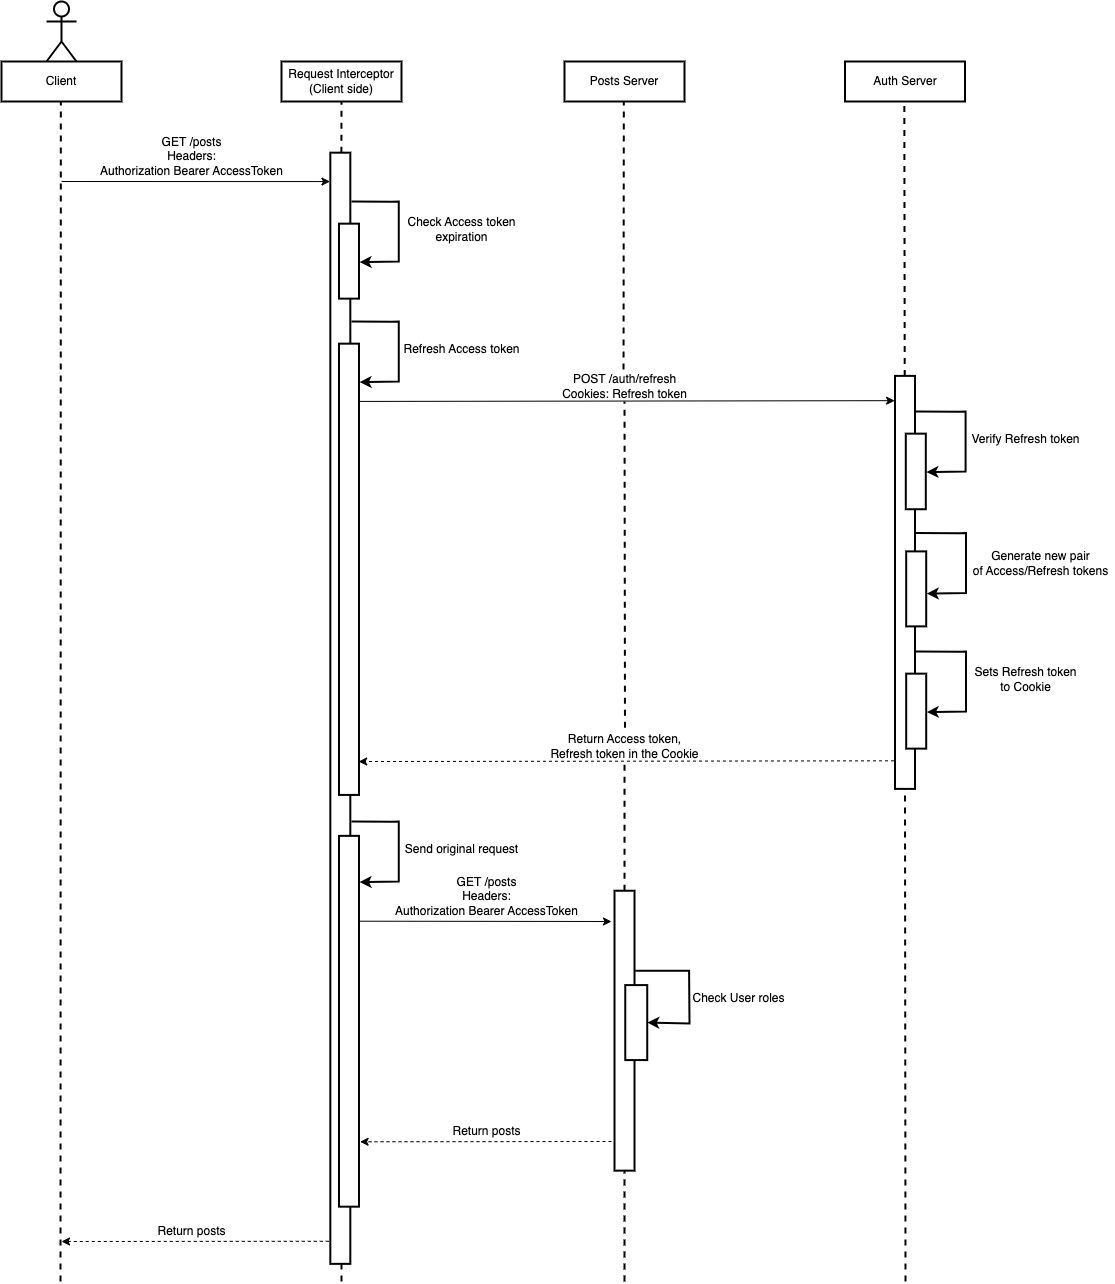 Client
Request Interceptor
(Client side)
Posts Server
Auth Server
GET /posts
Headers:
Authorization Bearer AccessToken
Check Access token
expiration
Refresh Access token
POST /auth/refresh
Cookies: Refresh token
Verify Refresh token
Generate new pair
of Access/Refresh tokens
Sets Refresh token
to Cookie
Return Access token,
Refresh token in the Cookie
Send original request
GET /posts
Headers:
Authorization Bearer AccessToken
Check User roles
Return posts
Return posts